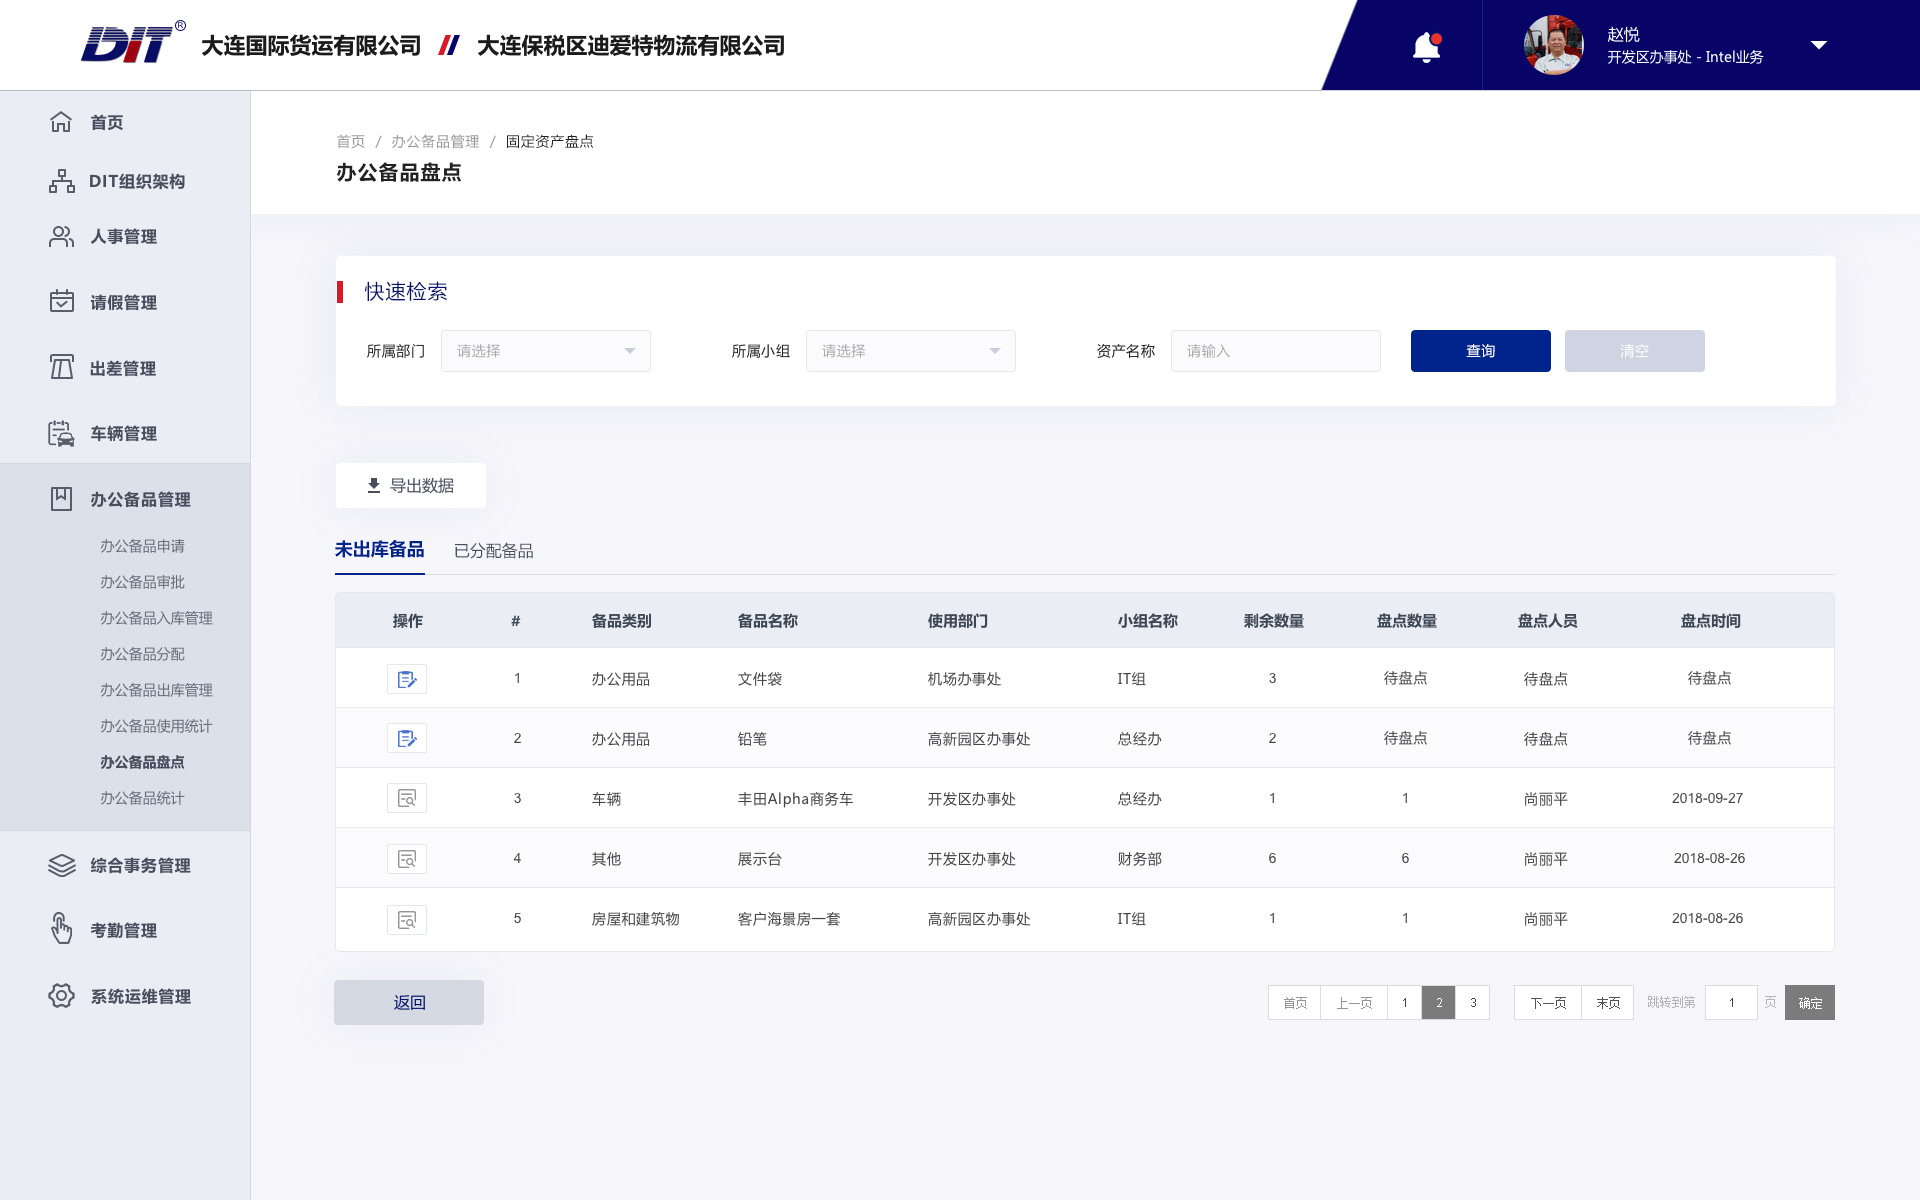 DIT® 大连国际货运有限公司 // 大连保税区迪爱特物流有限公司
赵悦
开发区办事处 - Intel业务
首页
DIT组织架构
人事管理
请假管理
出差管理
车辆管理
办公备品管理
办公备品申请
办公备品审批
办公备品入库管理
办公备品分配
办公备品出库管理
办公备品使用统计
办公备品盘点
办公备品统计
综合事务管理
考勤管理
系统运维管理
首页 / 办公备品管理 / 固定资产盘点
办公备品盘点
快速检索
所属部门 请选择 所属小组 请选择 资产名称 请输入 查询 清空
导出数据
未出库备品 已分配备品
操作 # 备品类别 备品名称 使用部门 小组名称 剩余数量 盘点数量 盘点人员 盘点时间
1 办公用品 文件袋 机场办事处 IT组 3 待盘点 待盘点 待盘点
2 办公用品 铅笔 高新园区办事处 总经办 2 待盘点 待盘点 待盘点
3 车辆 丰田Alpha商务车 开发区办事处 总经办 1 1 尚丽平 2018-09-27
4 其他 展示台 开发区办事处 财务部 6 6 尚丽平 2018-08-26
5 房屋和建筑物 客户海景房一套 高新园区办事处 IT组 1 1 尚丽平 2018-08-26
返回 首页 上一页 1 2 3 下一页 末页 跳转到第 1 页 确定